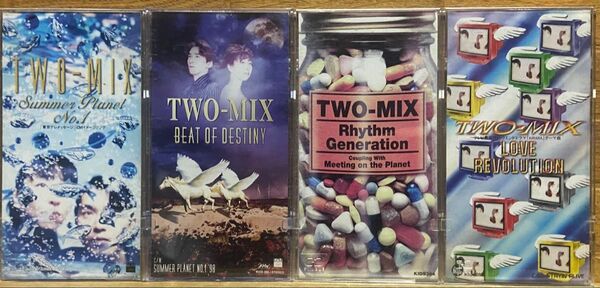 TWO-MIX
Summer Planet
No.1
TWO-MIX
BEAT OF DESTINY
C/W
SUMMER PLANET NO.1 '98
TWO-MIX
Rhythm
Generation
Coupling With
Meeting on the Planet
TWO-MIX
LOVE
REVOLUTION